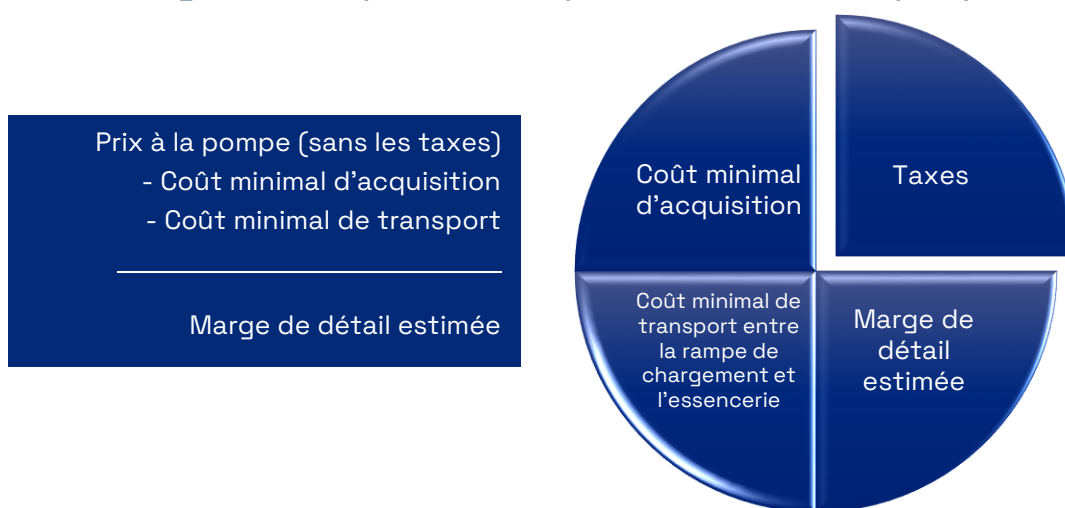 Prix à la pompe (sans les taxes)
- Coût minimal d'acquisition
- Coût minimal de transport
Marge de détail estimée
Coût minimal
d'acquisition
Taxes
Coût minimal de
transport entre
la rampe de
chargement et
l'essencerie
Marge de
détail
estimée